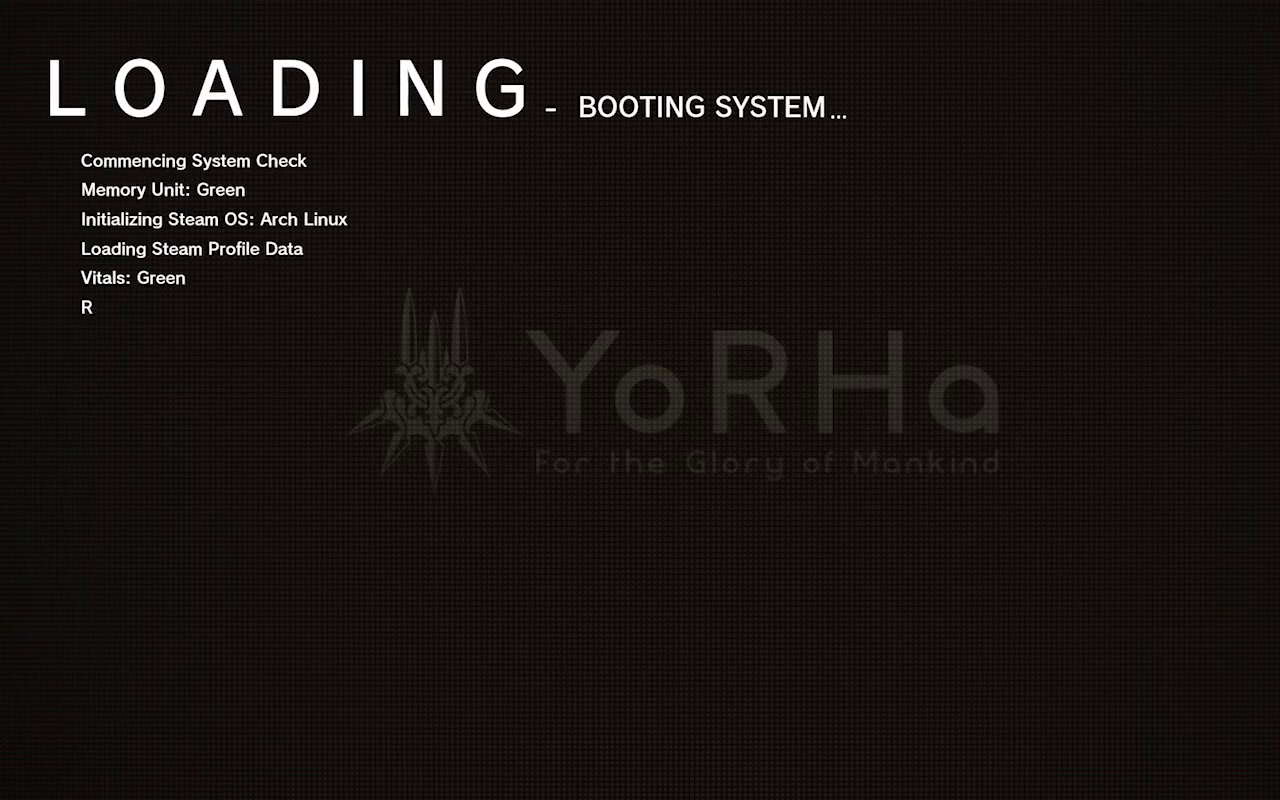 LOADING - BOOTING SYSTEM...
Commencing System Check
Memory Unit: Green
Initializing Steam OS: Arch Linux
Loading Steam Profile Data
Vitals: Green
R
YoRHa
For the Glory of Mankind